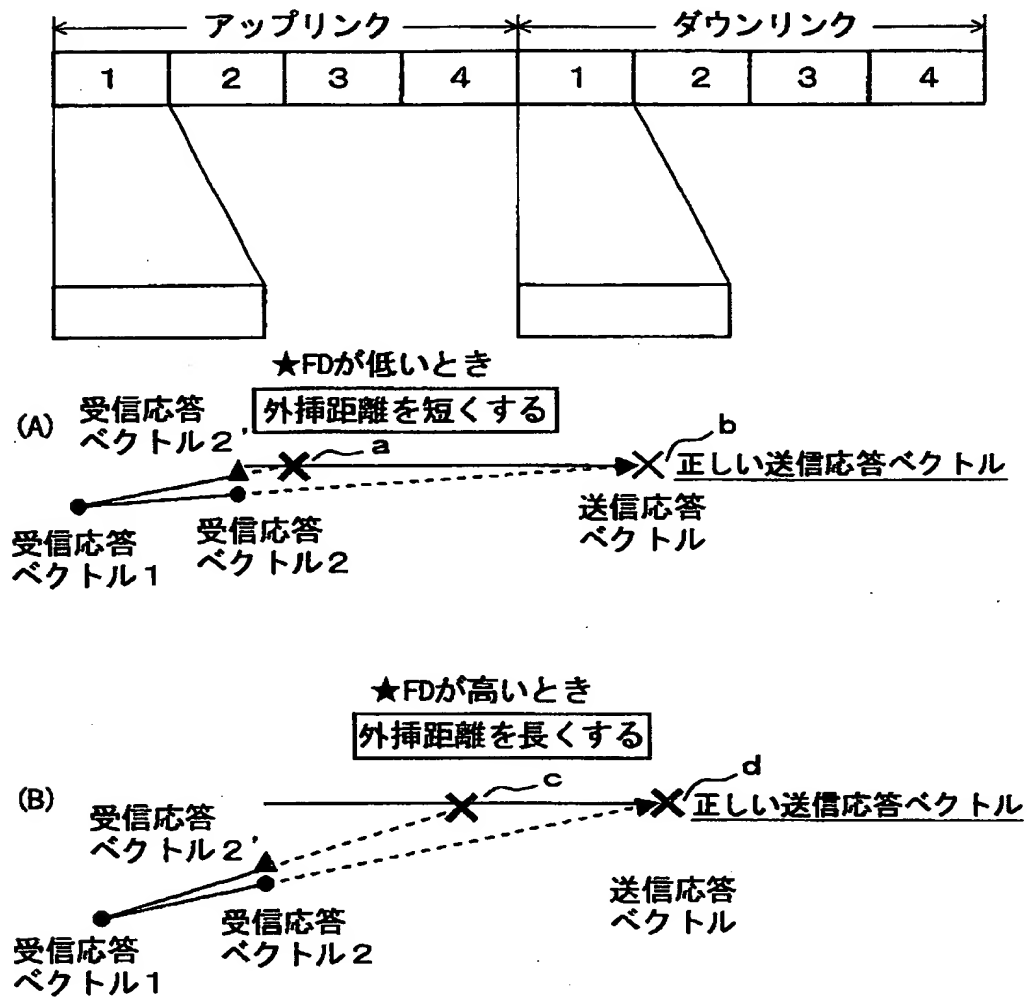 アップリンク ダウンリンク
1 2 3 4 1 2 3 4
★FDが低いとき
外挿距離を短くする
(A)
受信応答
ベクトル2'
a
b
正しい送信応答ベクトル
送信応答
ベクトル
受信応答
ベクトル2
受信応答
ベクトル1
★FDが高いとき
外挿距離を長くする
(B)
c
d
正しい送信応答ベクトル
受信応答
ベクトル2'
送信応答
ベクトル
受信応答
ベクトル2
受信応答
ベクトル1